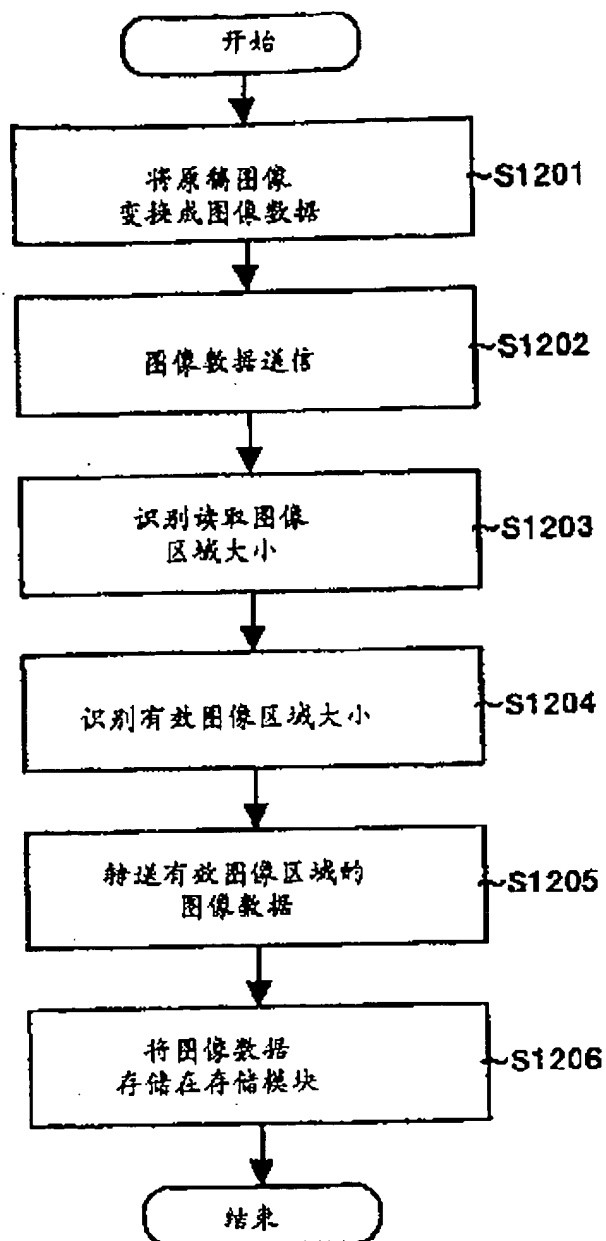 开始
将原稿图像
变换成图像数据
S1201
图像数据送信
S1202
识别读取图像
区域大小
S1203
识别有效图像区域大小
S1204
转送有效图像区域的
图像数据
S1205
将图像数据
存储在存储模块
S1206
结束